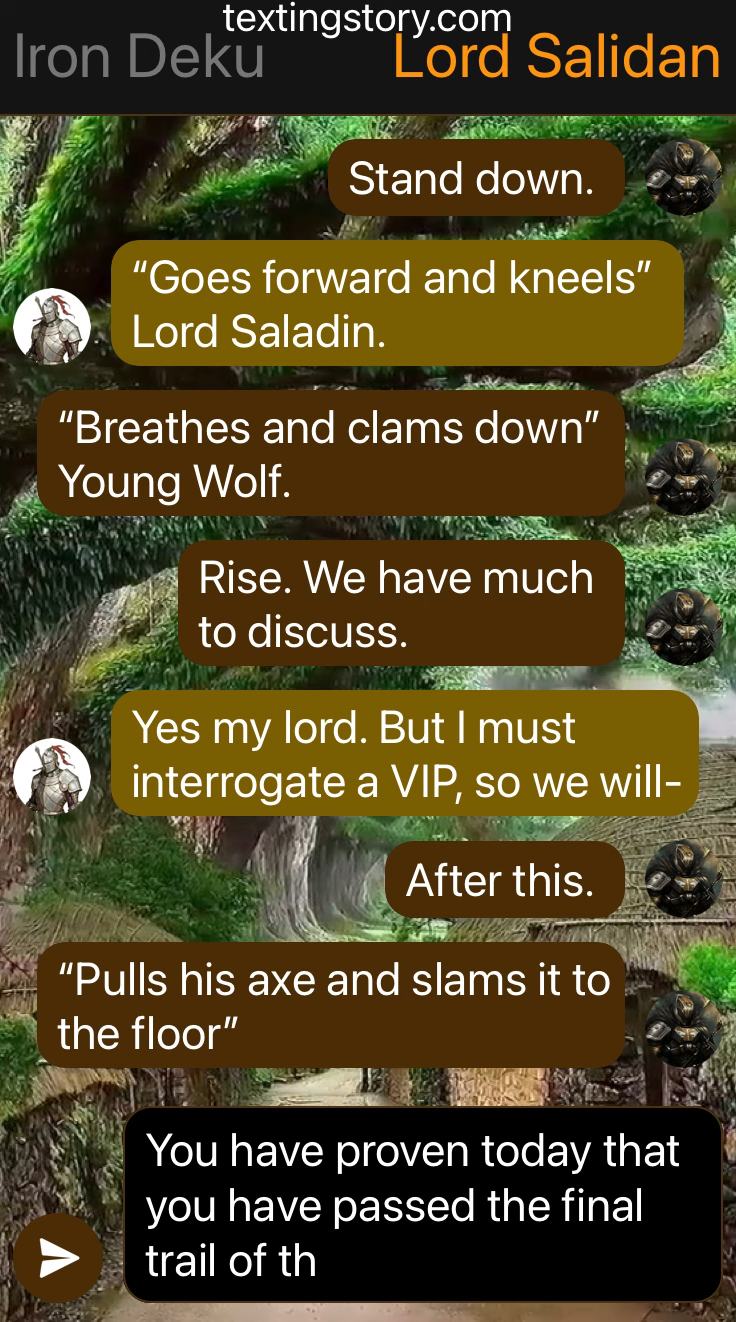 textingstory.com
Iron Deku Lord Salidan
Stand down.
“Goes forward and kneels”
Lord Saladin.
“Breathes and clams down”
Young Wolf.
Rise. We have much
to discuss.
Yes my lord. But I must
interrogate a VIP, so we will-
After this.
“Pulls his axe and slams it to
the floor”
You have proven today that
you have passed the final
trail of th